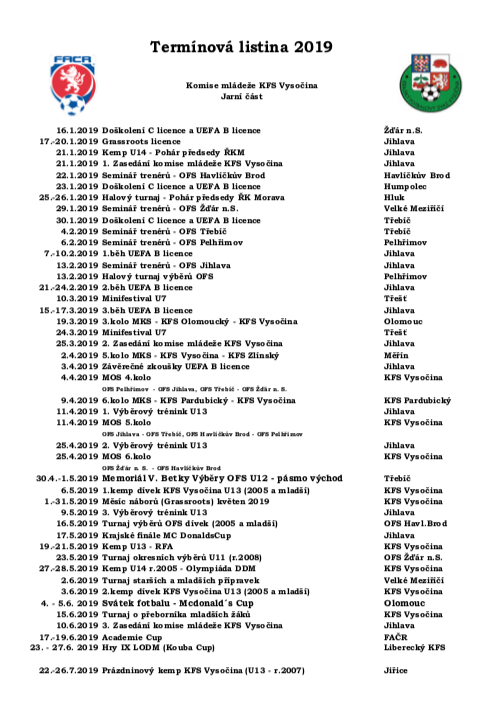 Termínová listina 2019
FAČR
Komise mládeže KFS Vysočina
Jarní část
16.1.2019 Doškolení C licence a UEFA B licence Žďár n.S.
17.-20.1.2019 Grassroots licence Jihlava
21.1.2019 Kemp U14 - Pohár předsedy ŘKM Jihlava
21.1.2019 1. Zasedání komise mládeže KFS Vysočina Jihlava
22.1.2019 Seminář trenérů - OFS Havlíčkův Brod Havlíčkův Brod
23.1.2019 Doškolení C licence a UEFA B licence Humpolec
25.-26.1.2019 Halový turnaj - Pohár předsedy ŘK Morava Hluk
29.1.2019 Seminář trenérů - OFS Žďár n.S. Velké Meziříčí
30.1.2019 Doškolení C licence a UEFA B licence Třebíč
4.2.2019 Seminář trenérů - OFS Třebíč Třebíč
6.2.2019 Seminář trenérů - OFS Pelhřimov Pelhřimov
7.-10.2.2019 1.běh UEFA B licence Jihlava
13.2.2019 Seminář trenérů - OFS Jihlava Jihlava
13.2.2019 Halový turnaj výběrů OFS Pelhřimov
21.-24.2.2019 2.běh UEFA B licence Jihlava
10.3.2019 Minifestival U7 Třešť
15.-17.3.2019 3.běh UEFA B licence Jihlava
19.3.2019 3.kolo MKS - KFS Olomoucký - KFS Vysočina Olomouc
24.3.2019 Minifestival U7 Třešť
25.3.2019 2. Zasedání komise mládeže KFS Vysočina Jihlava
2.4.2019 5.kolo MKS - KFS Vysočina - KFS Zlínský Měřín
3.4.2019 Závěrečné zkoušky UEFA B licence Jihlava
4.4.2019 MOS 4.kolo KFS Vysočina
OFS Pelhřimov - OFS Jihlava, OFS Třebíč - OFS Žďár n. S.
9.4.2019 6.kolo MKS - KFS Pardubický - KFS Vysočina KFS Pardubický
11.4.2019 1. Výběrový trénink U13 Jihlava
11.4.2019 MOS 5.kolo KFS Vysočina
OFS Jihlava - OFS Třebíč, OFS Havlíčkův Brod - OFS Pelhřimov
25.4.2019 2. Výběrový trénink U13 Jihlava
25.4.2019 MOS 6.kolo KFS Vysočina
OFS Žďár n. S. - OFS Havlíčkův Brod
30.4.-1.5.2019 Memoriál V. Betky Výběry OFS U12 - pásmo východ Třebíč
6.5.2019 1.kemp dívek KFS Vysočina U13 (2005 a mladší) KFS Vysočina
1.-31.5.2019 Měsíc náborů (Grassroots) květen 2019 KFS Vysočina
9.5.2019 3. Výběrový trénink U13 Jihlava
16.5.2019 Turnaj výběrů OFS dívek (2005 a mladší) OFS Havl.Brod
17.5.2019 Krajské finále MC DonaldsCup Jihlava
19.-21.5.2019 Kemp U13 - RFA KFS Vysočina
23.5.2019 Turnaj okresních výběrů U11 (r.2008) OFS Žďár n.S.
27.-28.5.2019 Kemp U14 r.2005 - Olympiáda DDM KFS Vysočina
2.6.2019 Turnaj starších a mladších přípravek Velké Meziříčí
3.6.2019 2.kemp dívek KFS Vysočina U13 (2005 a mladší) KFS Vysočina
4. - 5.6. 2019 Svátek fotbalu - Mcdonald´s Cup Olomouc
15.6.2019 Turnaj o přeborníka mladších žáků KFS Vysočina
10.6.2019 3. Zasedání komise mládeže KFS Vysočina Jihlava
17.-19.6.2019 Academie Cup FAČR
23. - 27.6. 2019 Hry IX LODM (Kouba Cup) Liberecký KFS
22.-26.7.2019 Prázdninový kemp KFS Vysočina (U13 - r.2007) Jiřice